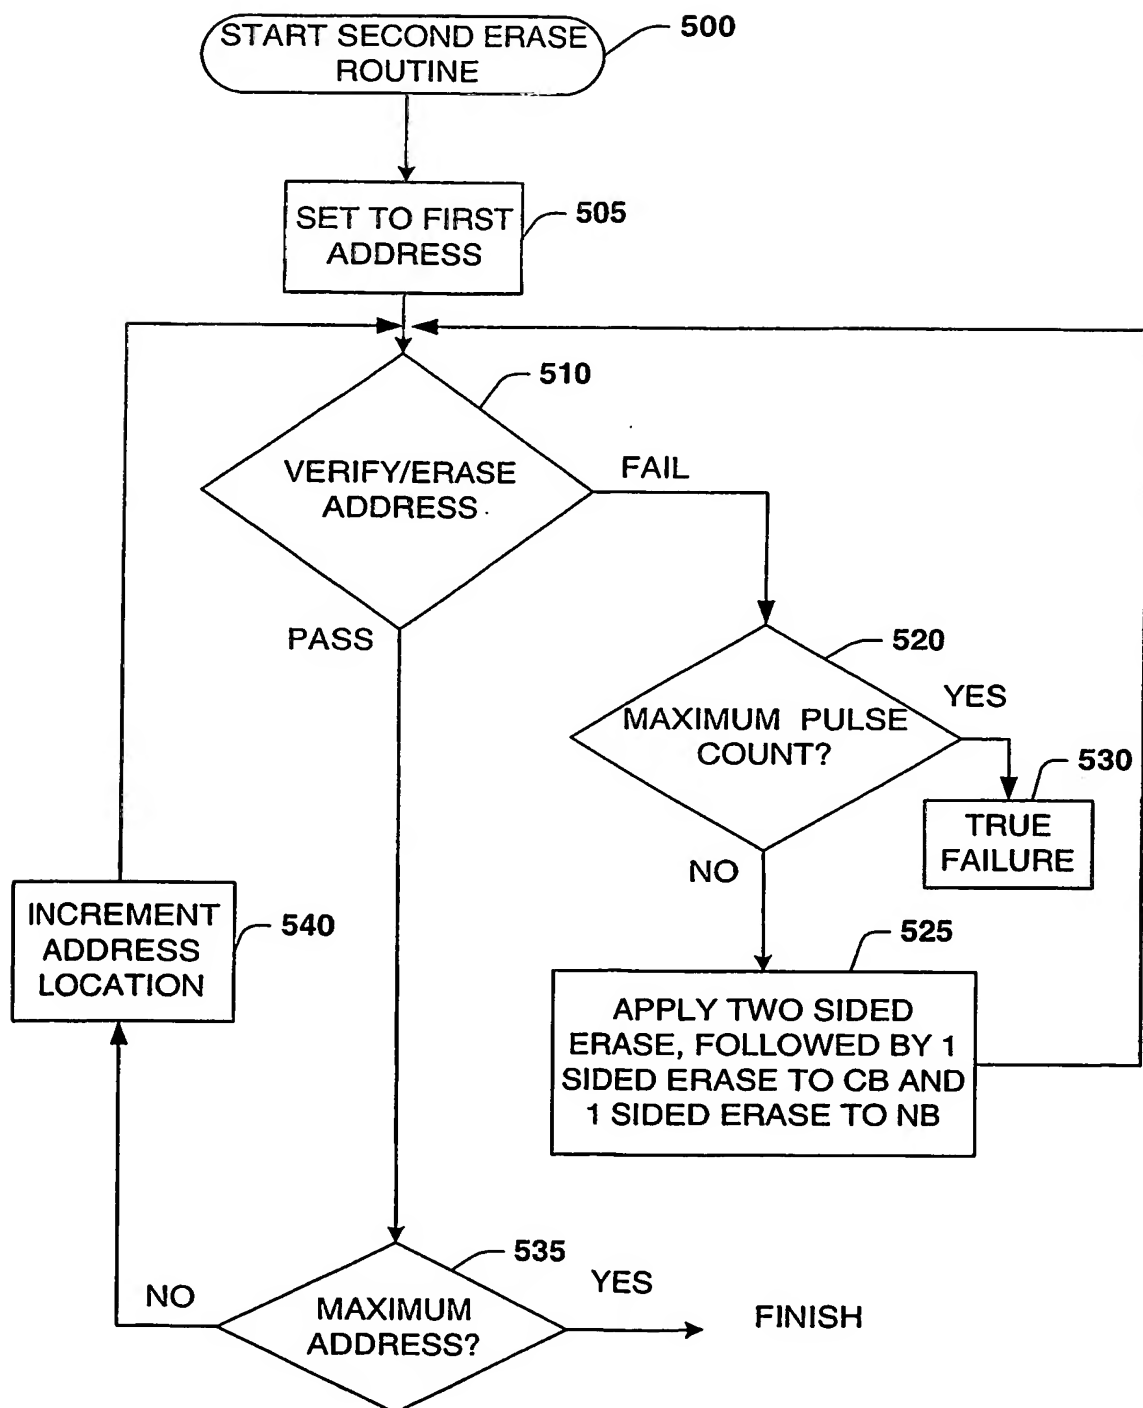 START SECOND ERASE
ROUTINE
500
SET TO FIRST
ADDRESS
505
510
VERIFY/ERASE
ADDRESS
FAIL
PASS
520
MAXIMUM PULSE
COUNT?
YES
530
TRUE
FAILURE
NO
INCREMENT
ADDRESS
LOCATION
540
525
APPLY TWO SIDED
ERASE, FOLLOWED BY 1
SIDED ERASE TO CB AND
1 SIDED ERASE TO NB
535
NO
MAXIMUM
ADDRESS?
YES
FINISH